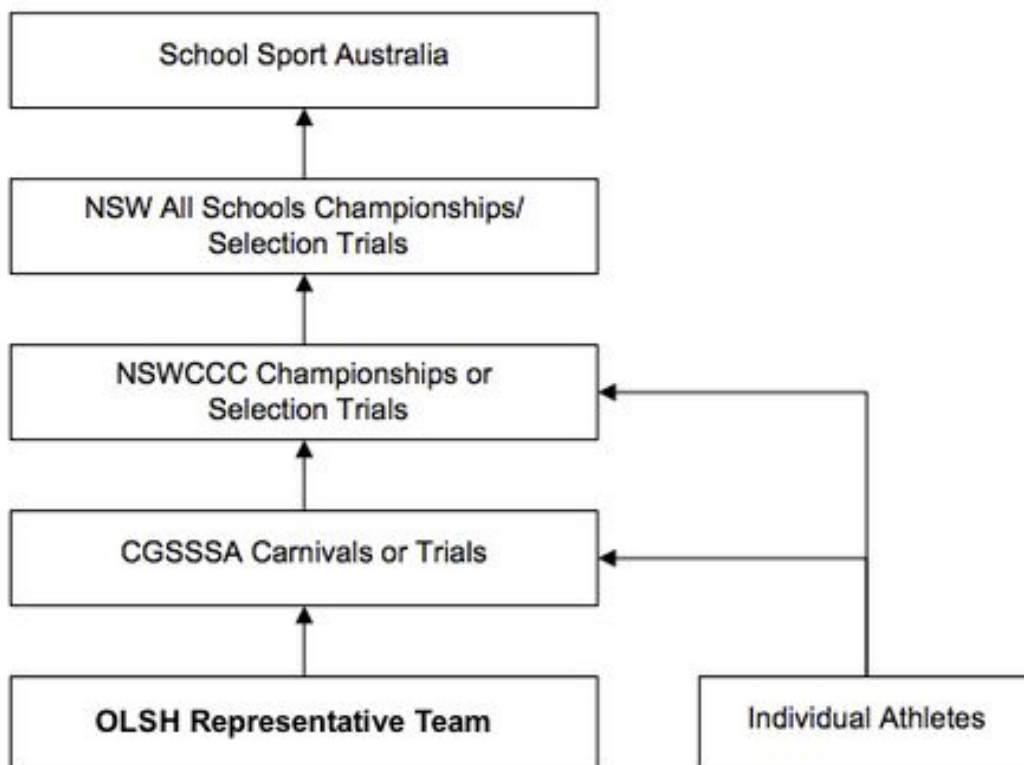 School Sport Australia
NSW All Schools Championships/
Selection Trials
NSWCCC Championships or
Selection Trials
CGSSSA Carnivals or Trials
OLSH Representative Team
Individual Athletes